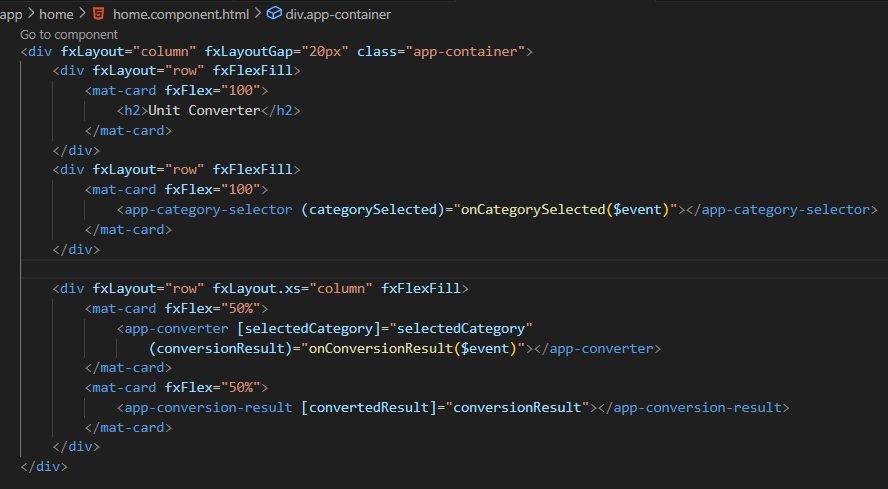 app > home > home.component.html > div.app-container
Go to component
<div fxLayout="column" fxLayoutGap="20px" class="app-container">
    <div fxLayout="row" fxFlexFill>
        <mat-card fxFlex="100">
            <h2>Unit Converter</h2>
        </mat-card>
    </div>
    <div fxLayout="row" fxFlexFill>
        <mat-card fxFlex="100">
            <app-category-selector (categorySelected)="onCategorySelected($event)"></app-category-selector>
        </mat-card>
    </div>
    <div fxLayout="row" fxLayout.xs="column" fxFlexFill>
        <mat-card fxFlex="50%">
            <app-converter [selectedCategory]="selectedCategory"
                (conversionResult)="onConversionResult($event)"></app-converter>
        </mat-card>
        <mat-card fxFlex="50%">
            <app-conversion-result [convertedResult]="conversionResult"></app-conversion-result>
        </mat-card>
    </div>
</div>